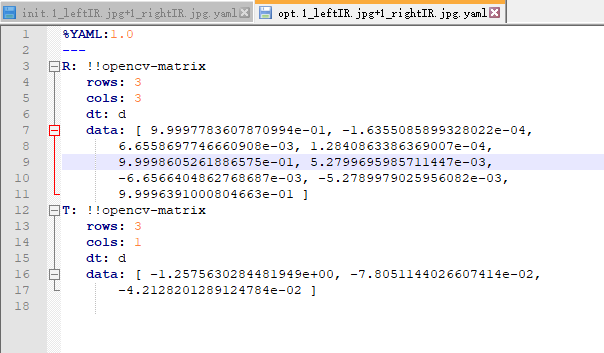 init.1_leftIR.jpg+1_rightIR.jpg.yaml opt.1_leftIR.jpg+1_rightIR.jpg.yaml
1 %YAML:1.0
2 ---
3 R: !!opencv-matrix
4 rows: 3
5 cols: 3
6 dt: d
7 data: [ 9.9997783607870994e-01, -1.6355085899328022e-04,
8 6.6558697746660908e-03, 1.2840863386369007e-04,
9 9.9998605261886575e-01, 5.2799695985711447e-03,
10 -6.6566404862768687e-03, -5.2789979025956082e-03,
11 9.9996391000804663e-01 ]
12 T: !!opencv-matrix
13 rows: 3
14 cols: 1
15 dt: d
16 data: [ -1.2575630284481949e+00, -7.8051144026607414e-02,
17 -4.2128201289124784e-02 ]
18